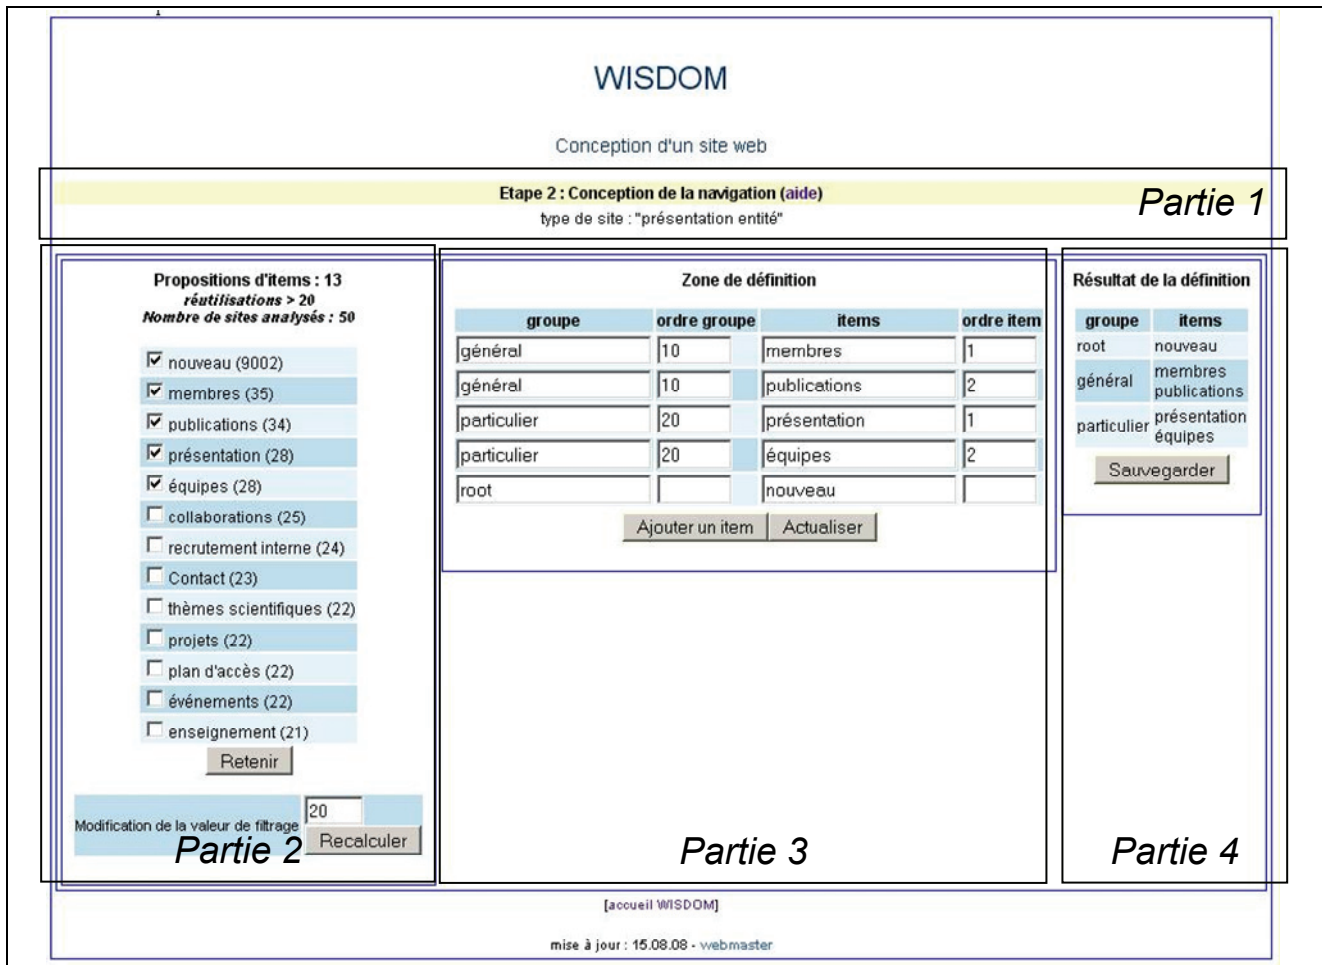 WISDOM
Conception d'un site web
Etape 2 : Conception de la navigation (aide)
type de site : "présentation entité"
Partie 1
Propositions d'items : 13
réutilisations > 20
Nombre de sites analysés : 50
nouveau (9002)
membres (35)
publications (34)
présentation (28)
équipes (28)
collaborations (25)
recrutement interne (24)
Contact (23)
thèmes scientifiques (22)
projets (22)
plan d'accès (22)
événements (22)
enseignement (21)
Retenir
Modification de la valeur de filtrage 20
Recalculer
Partie 2
Zone de définition
groupe ordre groupe items ordre item
général 10 membres 1
général 10 publications 2
particulier 20 présentation 1
particulier 20 équipes 2
root nouveau
Ajouter un item Actualiser
Partie 3
Résultat de la définition
groupe items
root nouveau
général membres
publications
particulier présentation
équipes
Sauvegarder
Partie 4
[accueil WISDOM]
mise à jour : 15.08.08 - webmaster